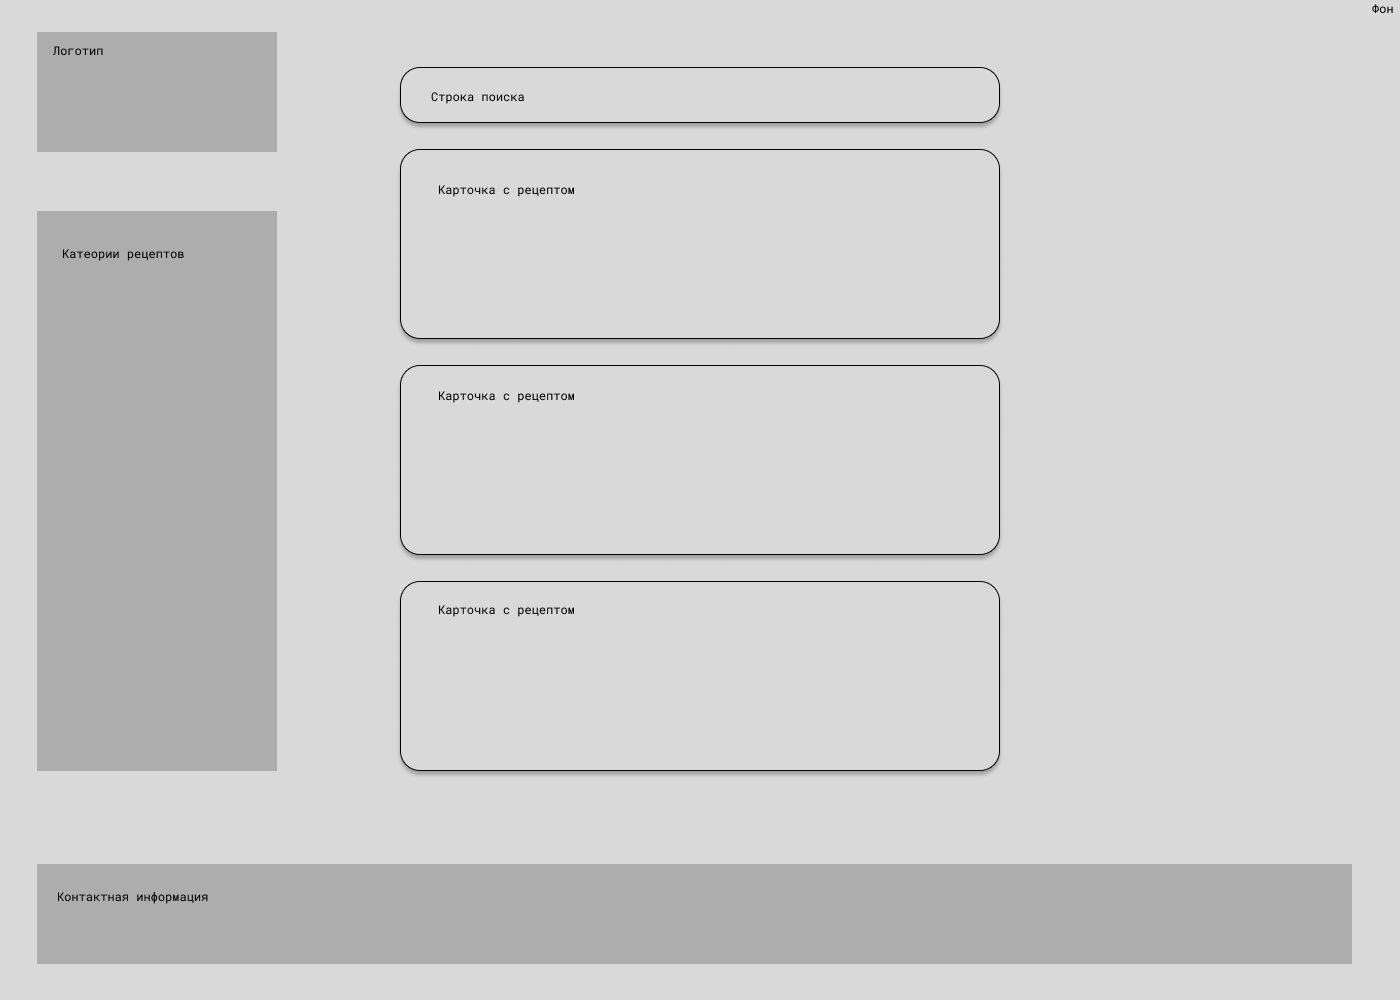 Фон
Логотип
Строка поиска
Карточка с рецептом
Катеории рецептов
Карточка с рецептом
Карточка с рецептом
Контактная информация